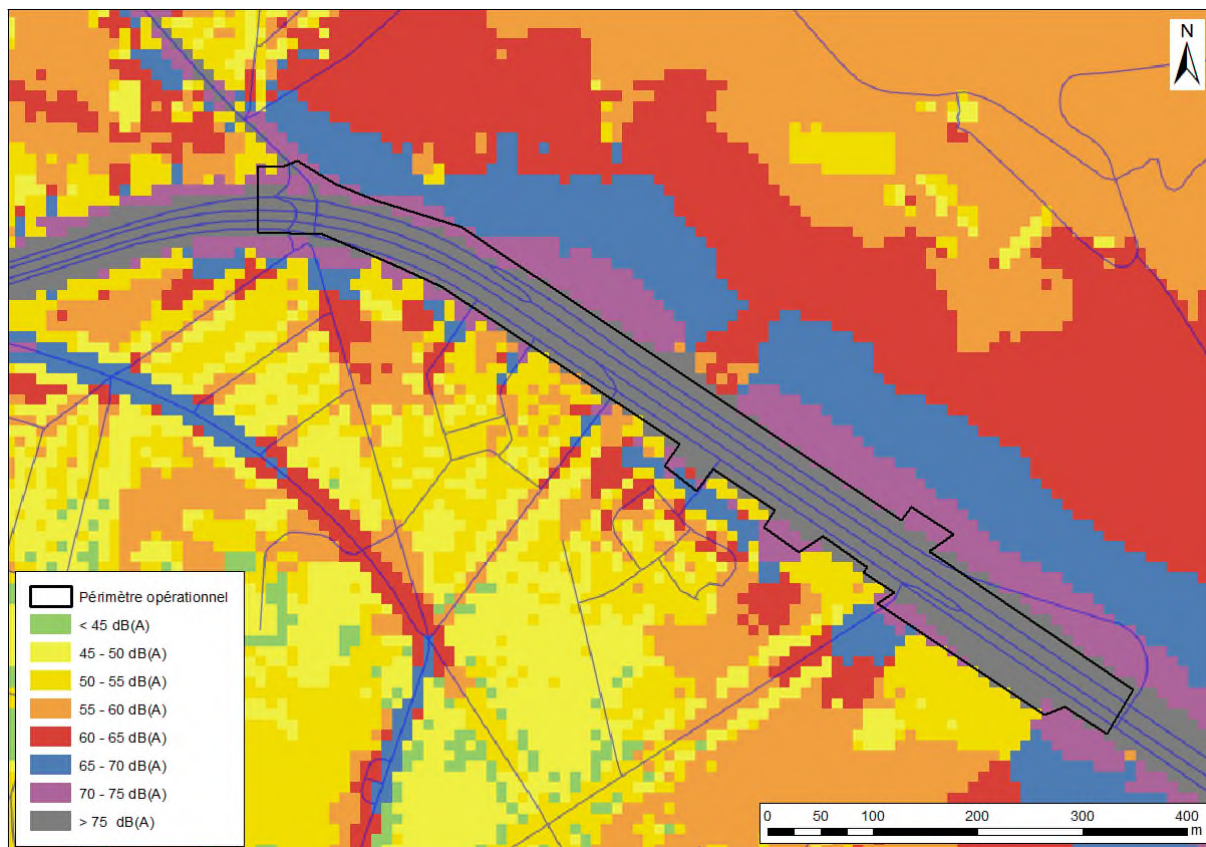 N
Périmètre opérationnel
< 45 dB(A)
45 - 50 dB(A)
50 - 55 dB(A)
55 - 60 dB(A)
60 - 65 dB(A)
65 - 70 dB(A)
70 - 75 dB(A)
> 75 dB(A)
0 50 100 200 300 400
m